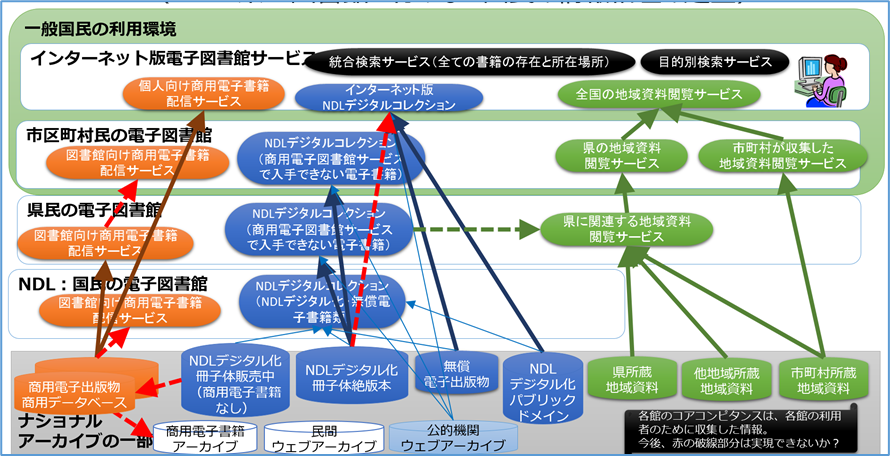 一般国民の利用環境
インターネット版電子図書館サービス
統合検索サービス（全ての書籍の存在と所在場所）
目的別検索サービス
個人向け商用電子書籍
配信サービス
インターネット版
NDLデジタルコレクション
全国の地域資料閲覧サービス
市区町村民の電子図書館
図書館向け商用電子書籍
配信サービス
NDLデジタルコレクション
（商用電子図書館サービス
で入手できない電子書籍）
県の地域資料
閲覧サービス
市町村が収集した
地域資料閲覧サービス
県民の電子図書館
図書館向け商用電子書籍
配信サービス
NDLデジタルコレクション
（商用電子図書館サービス
で入手できない電子書籍）
県に関連する地域資料
閲覧サービス
NDL：国民の電子図書館
図書館向け商用電子書籍
配信サービス
NDLデジタルコレクション
（NDLデジタル化 無償電
子書籍類）
商用電子出版物
商用データベース
NDLデジタル化
冊子体販売中
（商用電子書籍
なし）
NDLデジタル化
冊子体絶版本
無償
電子出版物
NDL
デジタル化
パブリック
ドメイン
県所蔵
地域資料
他地域所蔵
地域資料
市町村所蔵
地域資料
ナショナル
アーカイブの一部
商用電子書籍
アーカイブ
民間
ウェブアーカイブ
公的機関
ウェブアーカイブ
各館のコアコンピタンスは、各館の利用
者のために収集した情報。
今後、赤の破線部分は実現できないか？